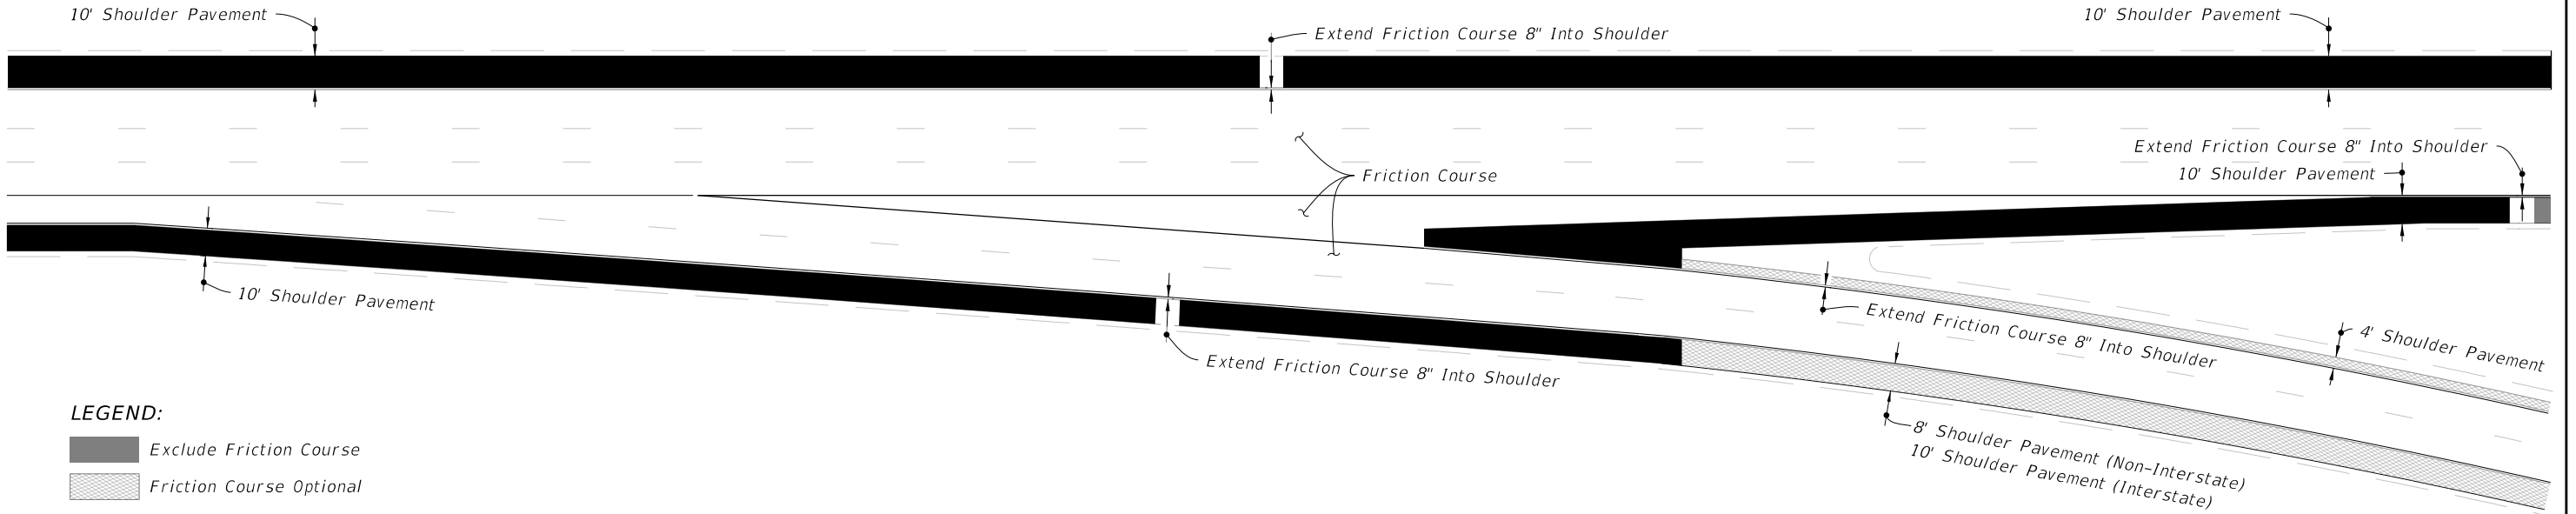 10' Shoulder Pavement
Extend Friction Course 8" Into Shoulder
10' Shoulder Pavement
Extend Friction Course 8" Into Shoulder
10' Shoulder Pavement
Friction Course
10' Shoulder Pavement
Extend Friction Course 8" Into Shoulder
4' Shoulder Pavement
Extend Friction Course 8" Into Shoulder
8' Shoulder Pavement (Non-Interstate)
10' Shoulder Pavement (Interstate)
LEGEND:
Exclude Friction Course
Friction Course Optional